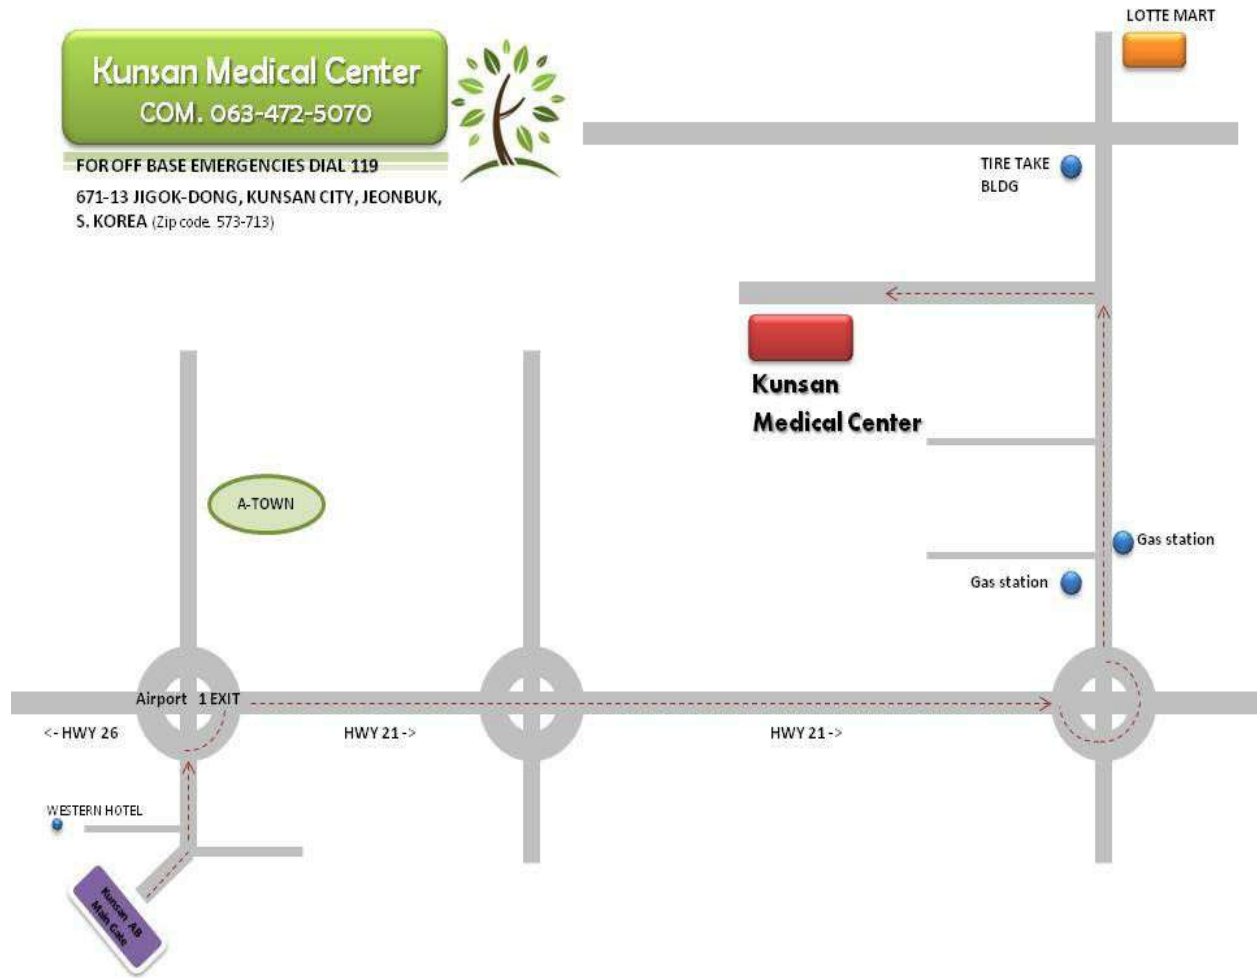 Kunsan Medical Center
COM. 063-472-5070
FOR OFF BASE EMERGENCIES DIAL 119
671-13 JIGOK-DONG, KUNSAN CITY, JEONBUK,
S. KOREA (Zip code. 573-713)
LOTTE MART
TIRE TAKE
BLDG
Kunsan
Medical Center
A-TOWN
Gas station
Gas station
Airport 1 EXIT
<- HWY 26
HWY 21 ->
HWY 21 ->
WESTERN HOTEL
Kunsan AB
Main Gate